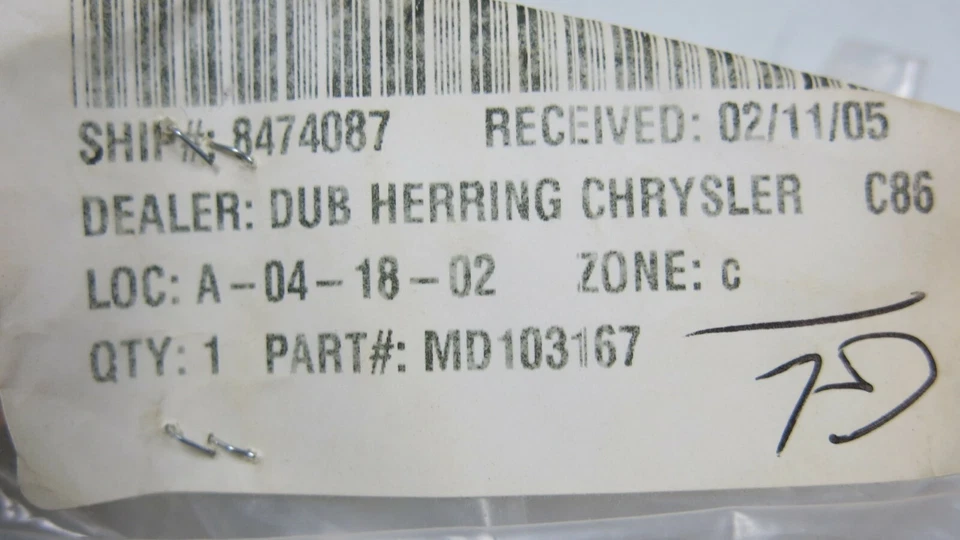 SHIP#: 8474087 RECEIVED: 02/11/05
DEALER: DUB HERRING CHRYSLER C86
LOC: A-04-18-02 ZONE: C
QTY: 1 PART#: MD103167